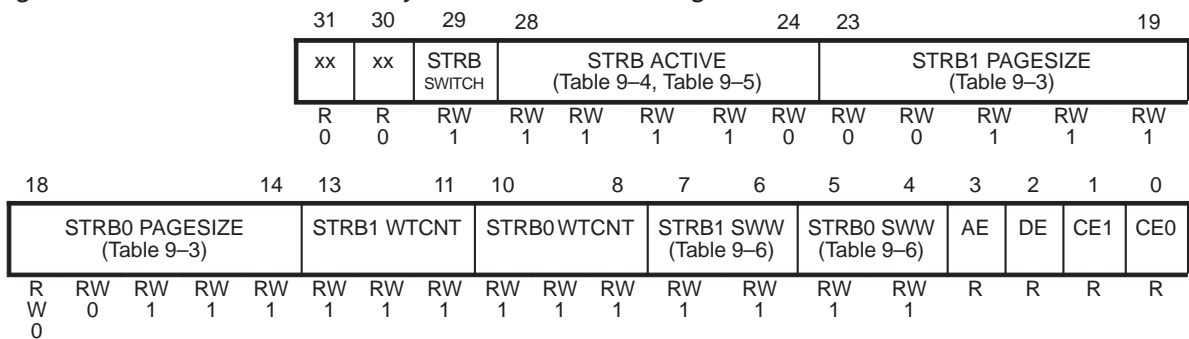 31 30 29 28 24 23 19
xx xx STRB SWITCH STRB ACTIVE (Table 9–4, Table 9–5) STRB1 PAGESIZE (Table 9–3)
R R RW RW RW RW RW RW RW RW RW RW RW
0 0 1 1 1 1 1 0 0 0 1 1 1
18 14 13 11 10 8 7 6 5 4 3 2 1 0
STRB0 PAGESIZE (Table 9–3) STRB1 WTCNT STRB0 WTCNT STRB1 SWW (Table 9–6) STRB0 SWW (Table 9–6) AE DE CE1 CE0
R RW RW RW RW RW RW RW RW RW RW RW RW RW RW R R R R
W 0 1 1 1 1 1 1 1 1 1 1 1 1 1
0